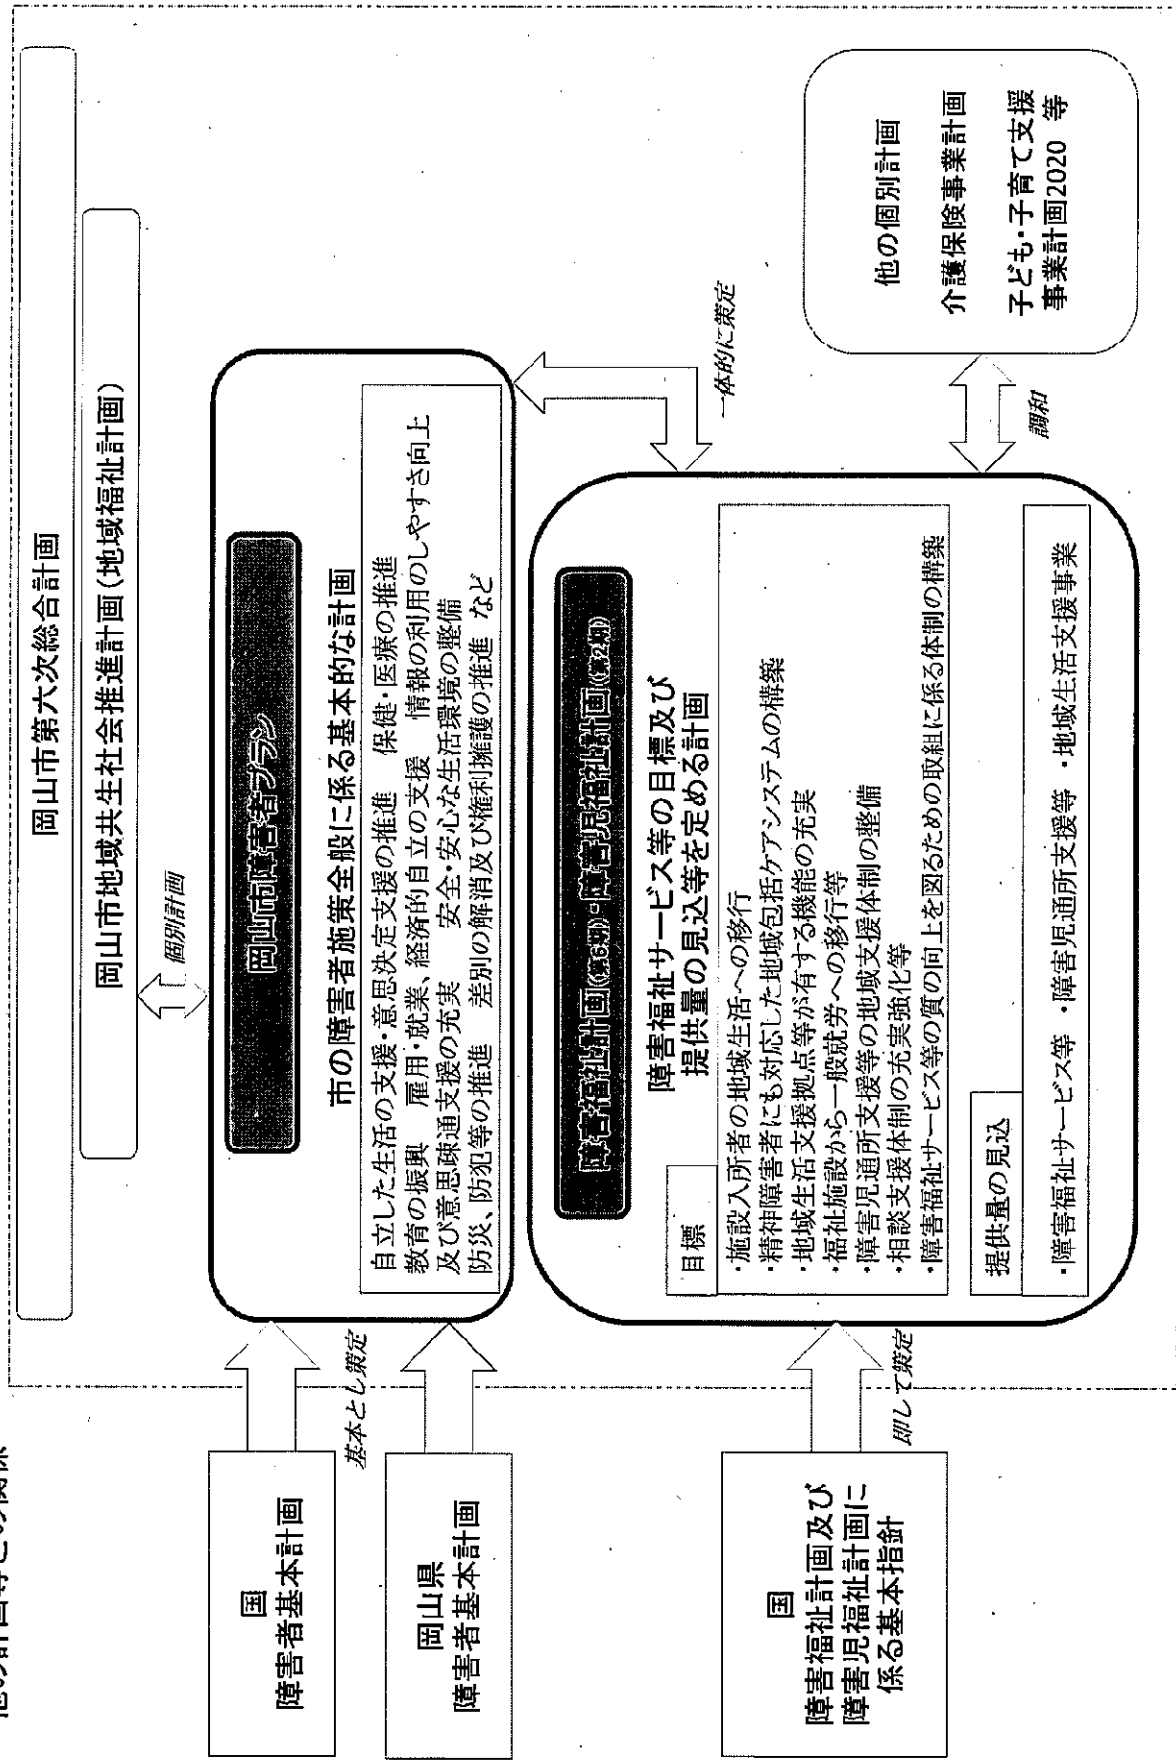 他の計画等との関係
岡山市第六次総合計画
岡山市地域共生社会推進計画(地域福祉計画)
個別計画
国
障害者基本計画
岡山県
障害者基本計画
基本とし策定
岡山市障害者プラン
市の障害者施策全般に係る基本的な計画
自立した生活の支援・意思決定支援の推進 保健・医療の推進
教育の振興 雇用・就業、経済的自立の支援 情報の利用のしやすさ向上
及び意思疎通支援の充実 安全・安心な生活環境の整備
防災、防犯等の推進 差別の解消及び権利擁護の推進 など
一体的に策定
国
障害福祉計画及び
障害児福祉計画に
係る基本指針
即して策定
障害福祉計画(第6期)・障害児福祉計画(第2期)
障害福祉サービス等の目標及び
提供量の見込等を定める計画
目標
・施設入所者の地域生活への移行
・精神障害者にも対応した地域包括ケアシステムの構築
・地域生活支援拠点等が有する機能の充実
・福祉施設から一般就労への移行等
・障害児通所支援等の地域支援体制の整備
・相談支援体制の充実強化等
・障害福祉サービス等の質の向上を図るための取組に係る体制の構築
提供量の見込
・障害福祉サービス等 ・障害児通所支援等 ・地域生活支援事業
調和
他の個別計画
介護保険事業計画
子ども・子育て支援
事業計画2020 等